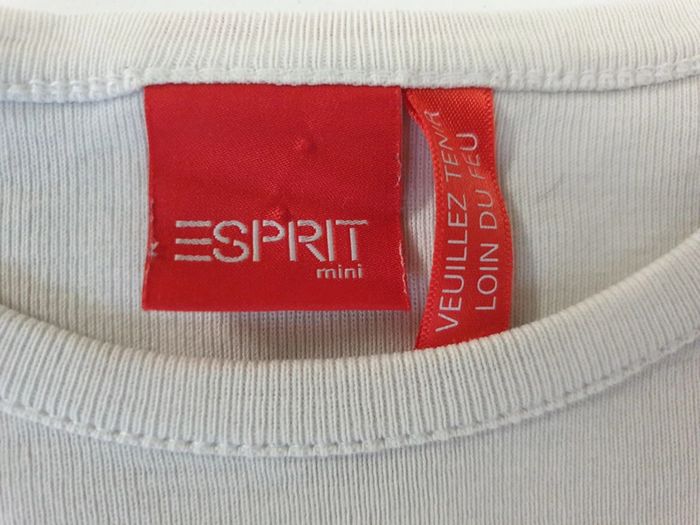 ESPRIT
mini
VEUILLEZ TENIR
LOIN DU FEU